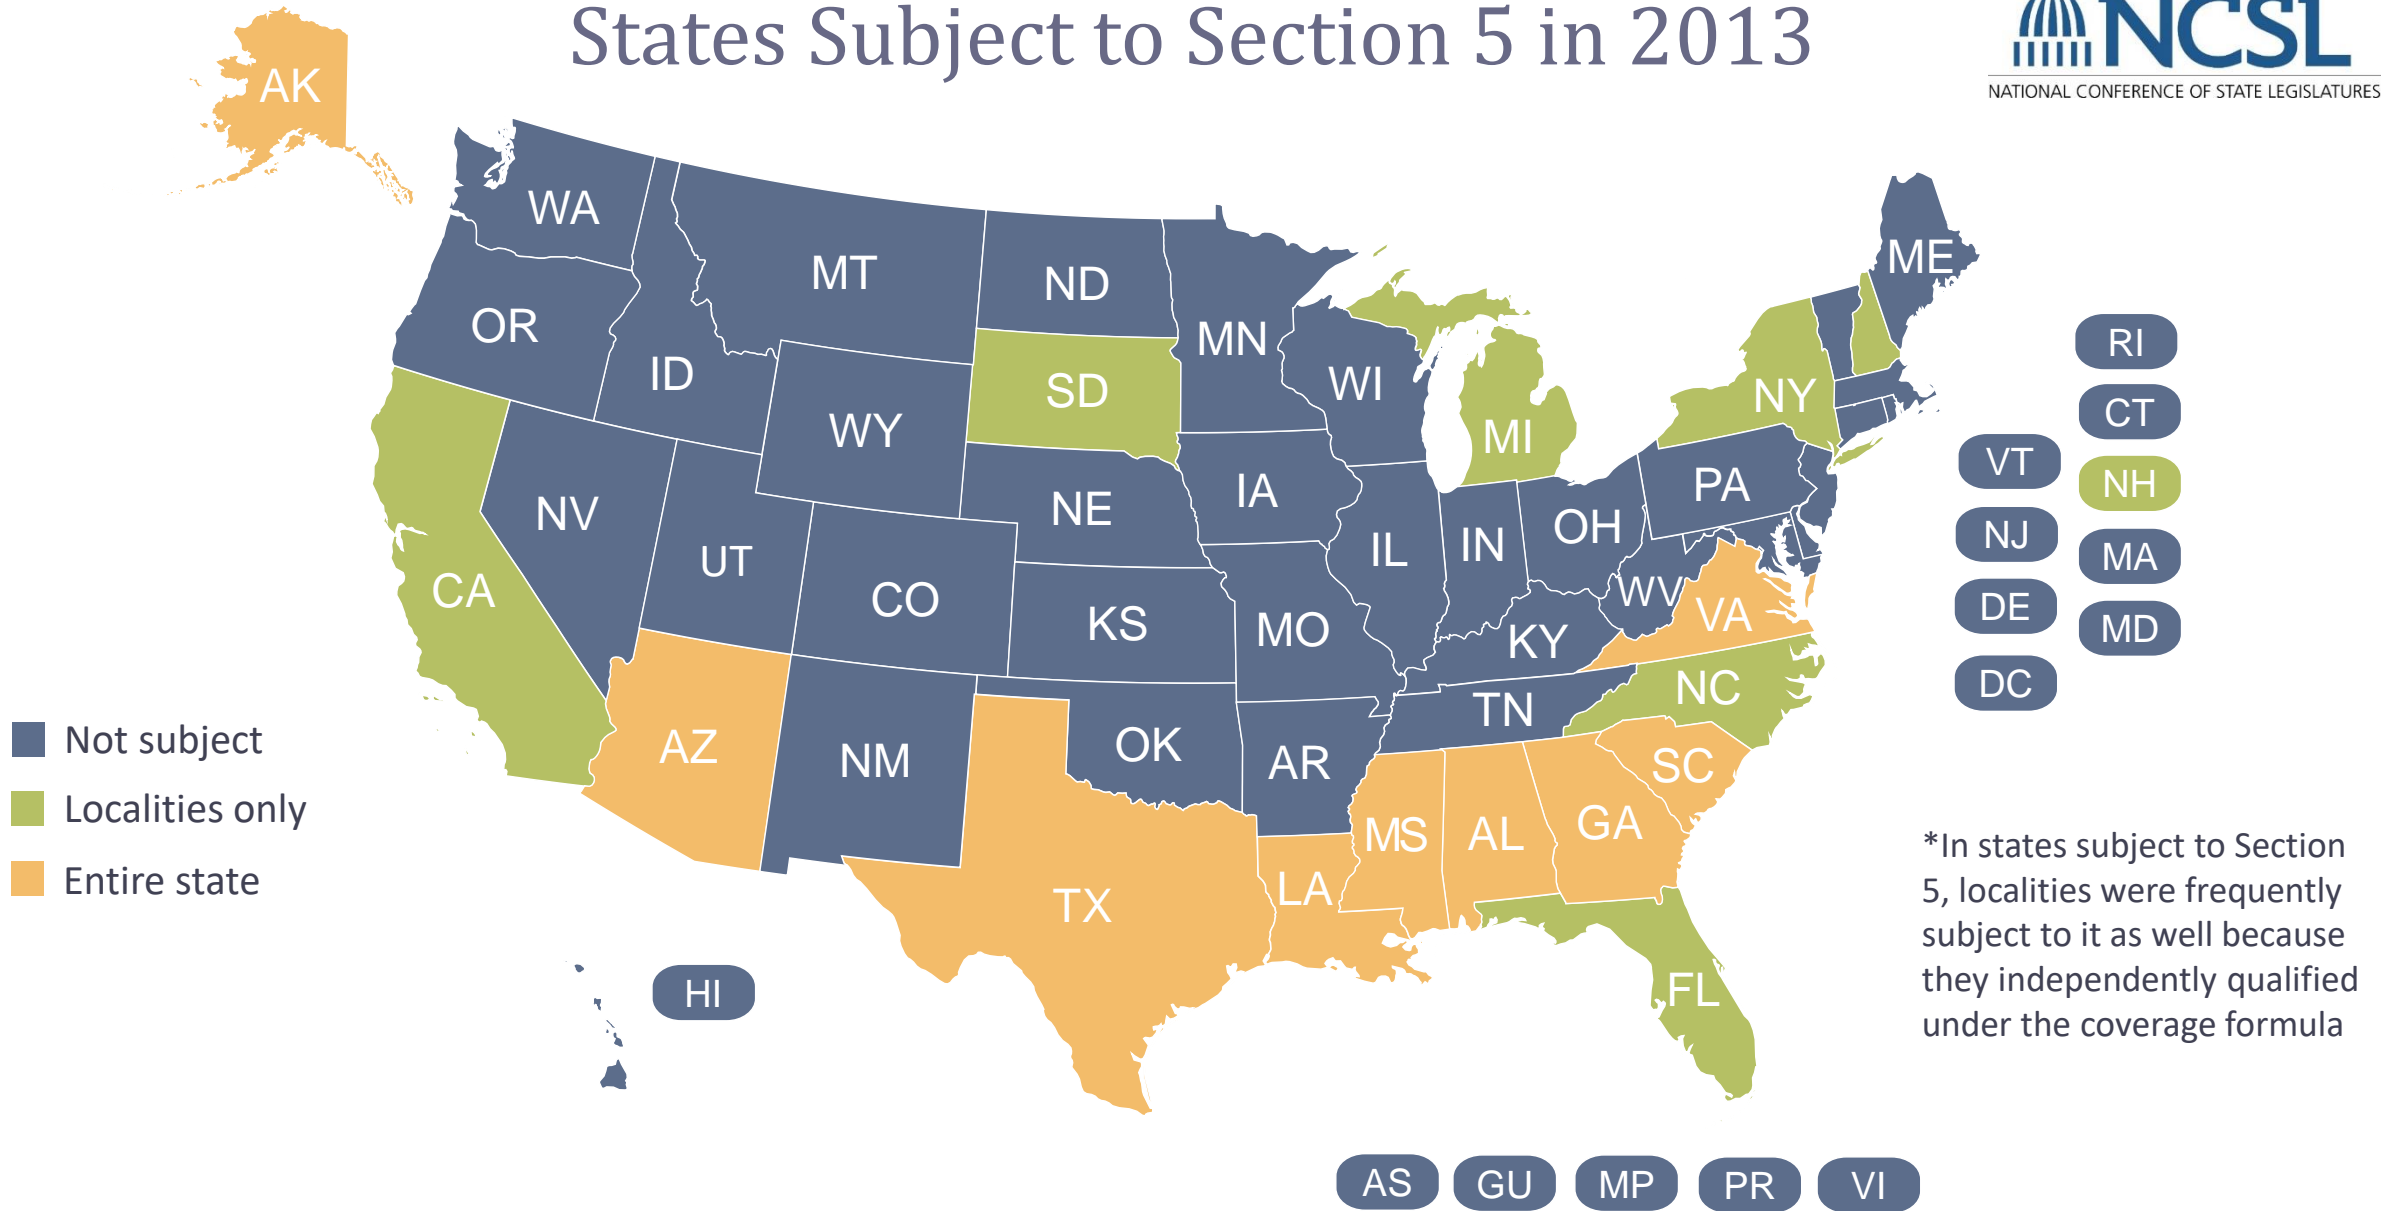 States Subject to Section 5 in 2013
NCSL
NATIONAL CONFERENCE OF STATE LEGISLATURES
AK
WA
MT
ND
MN
ME
OR
ID
WY
SD
WI
MI
NY
RI
CT
VT
NH
NJ
MA
DE
MD
DC
NV
UT
CO
NE
IA
IL
IN
OH
PA
CA
KS
MO
KY
WV
VA
AZ
NM
OK
AR
TN
NC
SC
TX
LA
MS
AL
GA
FL
HI
Not subject
Localities only
Entire state
*In states subject to Section
5, localities were frequently
subject to it as well because
they independently qualified
under the coverage formula
AS
GU
MP
PR
VI